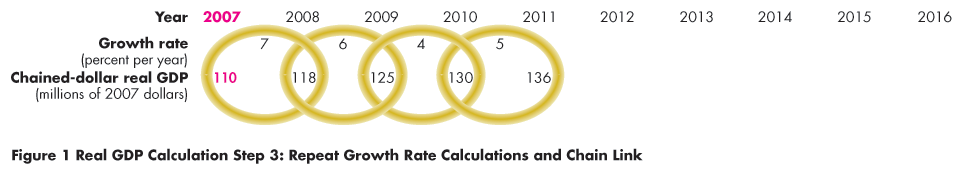 Year 2007 2008 2009 2010 2011 2012 2013 2014 2015 2016
Growth rate 7 6 4 5
(percent per year)
Chained-dollar real GDP 110 118 125 130 136
(millions of 2007 dollars)
Figure 1 Real GDP Calculation Step 3: Repeat Growth Rate Calculations and Chain Link